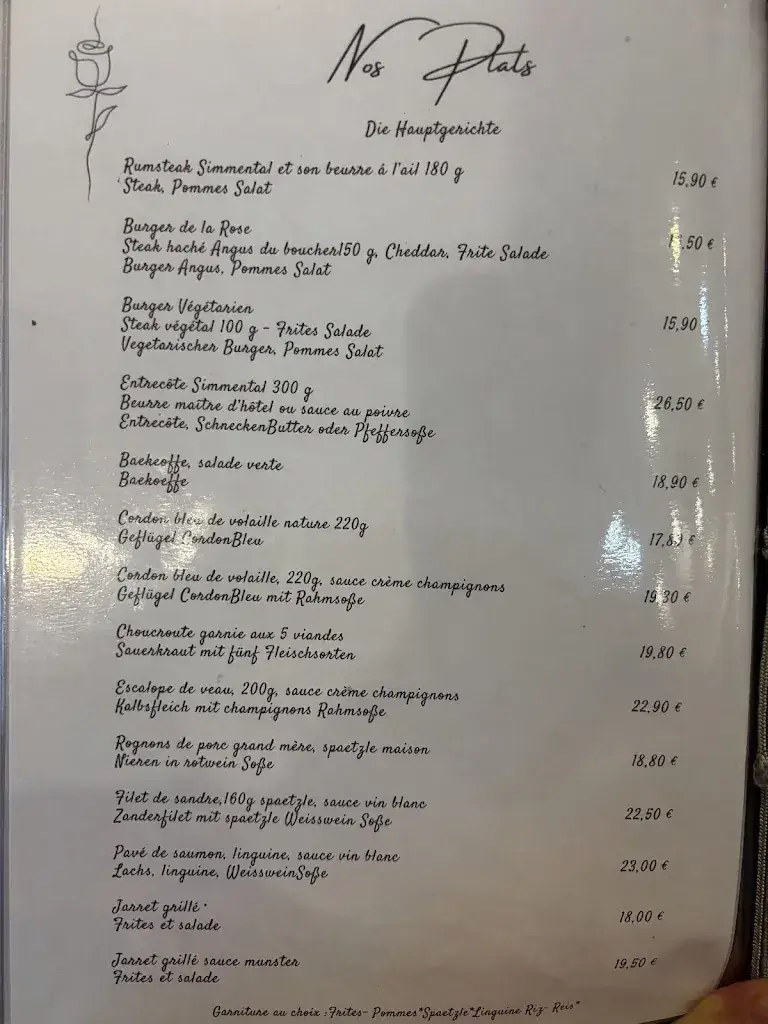 Nos Plats
Die Hauptgerichte
Rumsteak Simmental et son beurre á l'ail 180 g
Steak, Pommes Salat
15,90 €
Burger de la Rose
Steak haché Angus du boucher150 g, Cheddar, Frite Salade
Burger Angus, Pommes Salat
,50 €
Burger Végétarien
Steak végétal 100 g - Frites Salade
Vegetarischer Burger, Pommes Salat
15,90
Entrecôte Simmental 300 g
Beurre maître d'hôtel ou sauce au poivre
Entrecôte, SchneckenButter oder Pfeffersoße
26,50 €
Baekeoffe, salade verte
Baekoeffe
18,90 €
Cordon bleu de volaille nature 220g
Geflügel CordonBleu
17,80 €
Cordon bleu de volaille, 220g, sauce crème champignons
Geflügel CordonBleu mit Rahmsoße
19,30 €
Choucroute garnie aux 5 viandes
Sauerkraut mit fünf Fleischsorten
19,80 €
Escalope de veau, 200g, sauce crème champignons
Kalbsfleich mit champignons Rahmsoße
22,90 €
Rognons de porc grand mère, spaetzle maison
Nieren in rotwein Soße
18,80 €
Filet de sandre,160g spaetzle, sauce vin blanc
Zanderfilet mit spaetzle Weisswein Soße
22,50 €
Pavé de saumon, linguine, sauce vin blanc
Lachs, linguine, WeissweinSoße
23,00 €
Jarret grillé
Frites et salade
18,00 €
Jarret grillé sauce munster
Frites et salade
19,50 €
Garniture au choix :Frites- Pommes*Spaetzle*Linguine Riz- Reis*